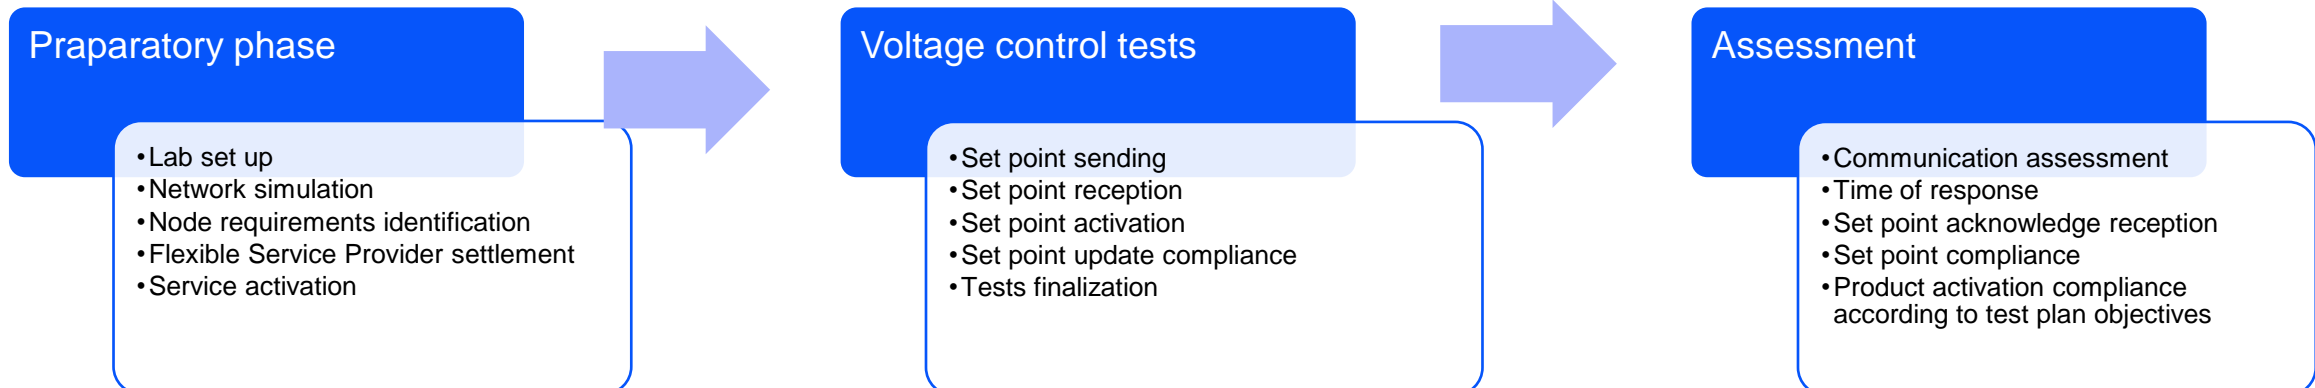 Praparatory phase
•Lab set up
•Network simulation
•Node requirements identification
•Flexible Service Provider settlement
•Service activation
Voltage control tests
•Set point sending
•Set point reception
•Set point activation
•Set point update compliance
•Tests finalization
Assessment
•Communication assessment
•Time of response
•Set point acknowledge reception
•Set point compliance
•Product activation compliance
according to test plan objectives